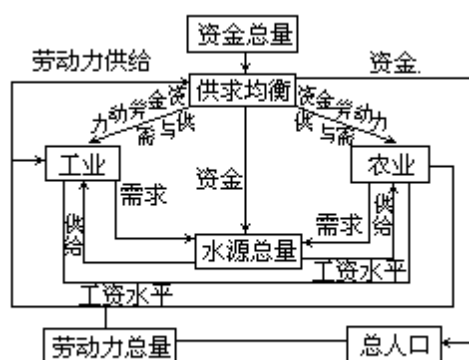 资金总量
劳动力供给
资金.
供求均衡
力动劳金资
需与供
资金劳动力
需与供
工业
农业
需求
资金
需求
供给
供给
水源总量
工资水平
工资水平
劳动力总量
总人口